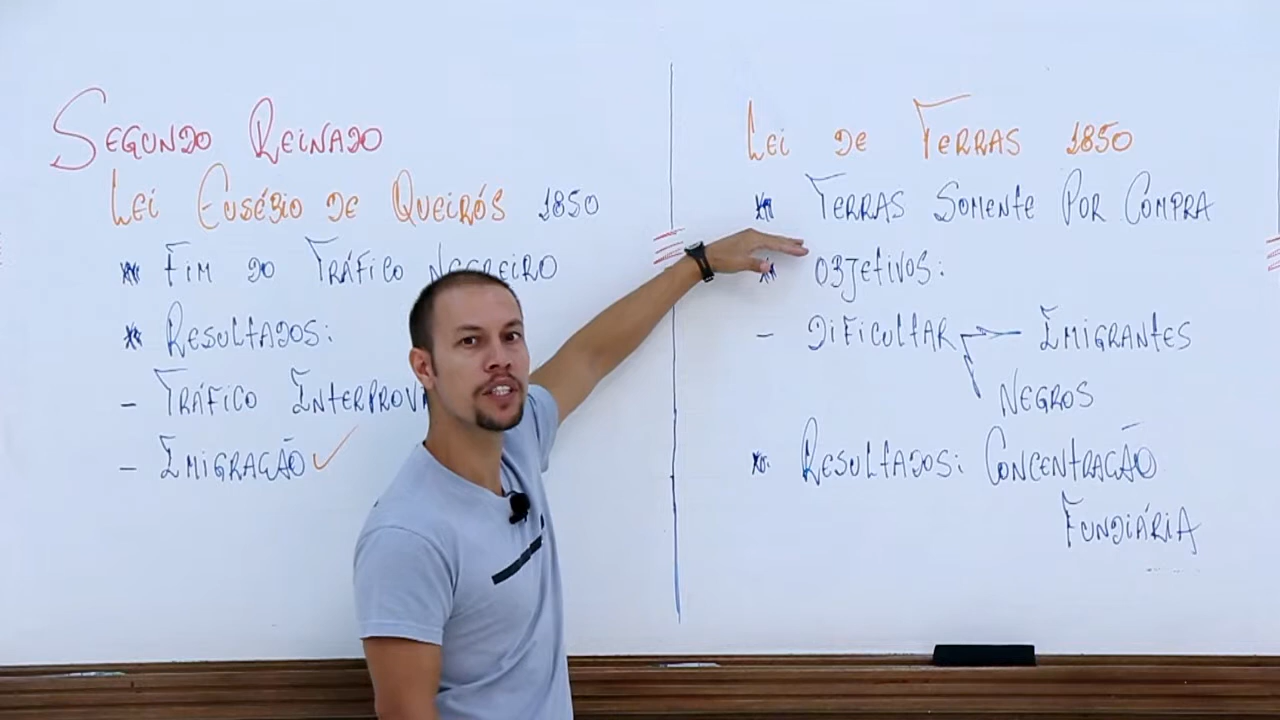 SEGUNDO REINADO
LEI EUSÉBIO DE QUEIRÓS 1850
* FIM DO TRÁFICO NEGREIRO
* RESULTADOS:
- TRÁFICO
- IMIGRAÇÃO ✓
LEI DE TERRAS 1850
* TERRAS SOMENTE POR COMPRA
* OBJETIVOS:
- DIFICULTAR IMIGRANTES
NEGROS
* RESULTADOS: CONCENTRAÇÃO
FUNDIÁRIA